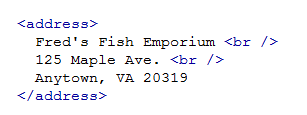 <address>
Fred's Fish Emporium <br />
125 Maple Ave. <br />
Anytown, VA 20319
</address>